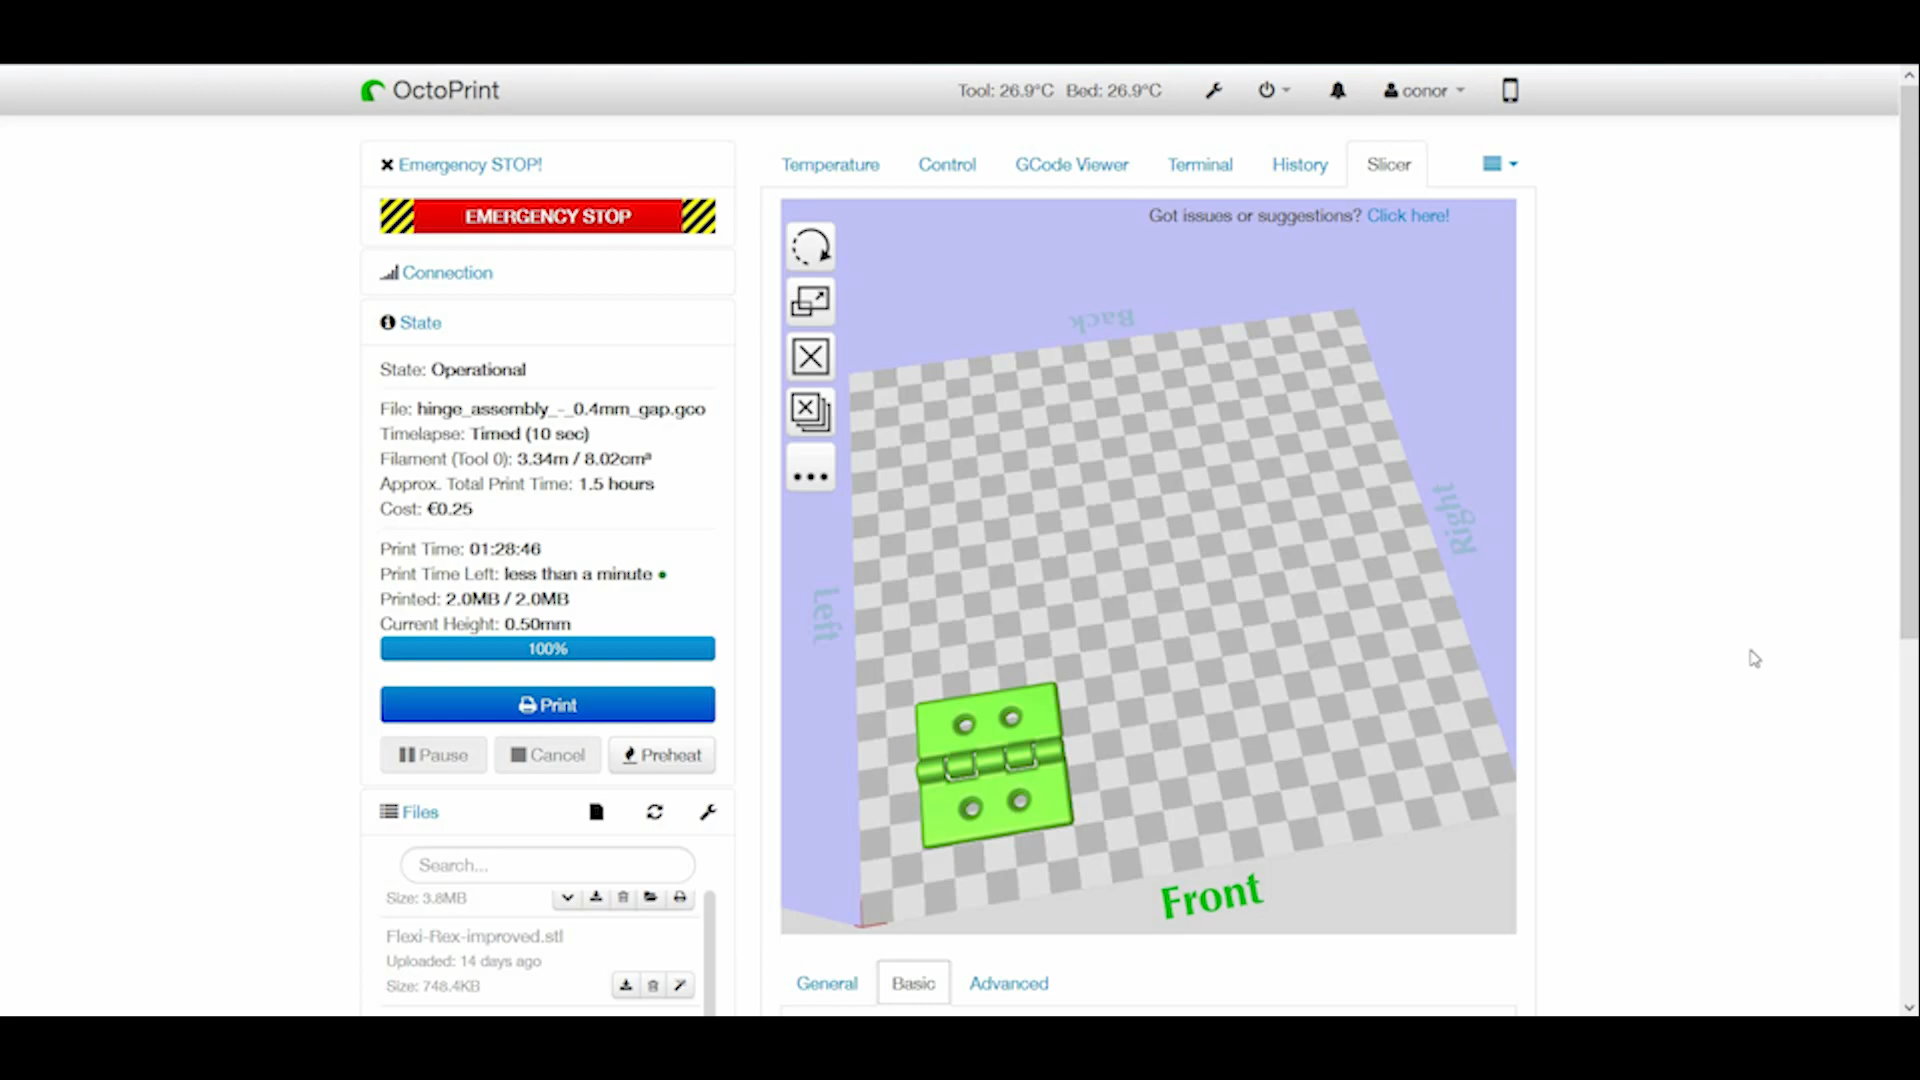 OctoPrint
Tool: 26.9°C Bed: 26.9°C
conor
Emergency STOP!
EMERGENCY STOP
Connection
State
State: Operational
File: hinge_assembly_-_0.4mm_gap.gco
Timelapse: Timed (10 sec)
Filament (Tool 0): 3.34m / 8.02cm³
Approx. Total Print Time: 1.5 hours
Cost: €0.25
Print Time: 01:28:46
Print Time Left: less than a minute
Printed: 2.0MB / 2.0MB
Current Height: 0.50mm
100%
Print
Pause Cancel Preheat
Files
Search...
Size: 3.8MB
Flexi-Rex-improved.stl
Uploaded: 14 days ago
Size: 748.4KB
Temperature Control GCode Viewer Terminal History Slicer
Got issues or suggestions? Click here!
Back
Left
Right
Front
General Basic Advanced